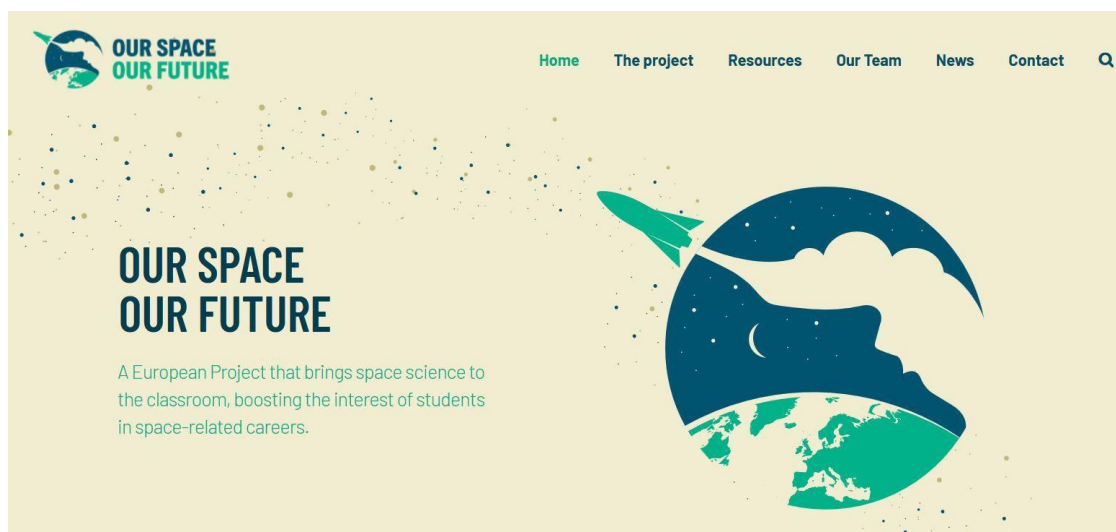 OUR SPACE
OUR FUTURE
Home The project Resources Our Team News Contact
OUR SPACE
OUR FUTURE
A European Project that brings space science to
the classroom, boosting the interest of students
in space-related careers.